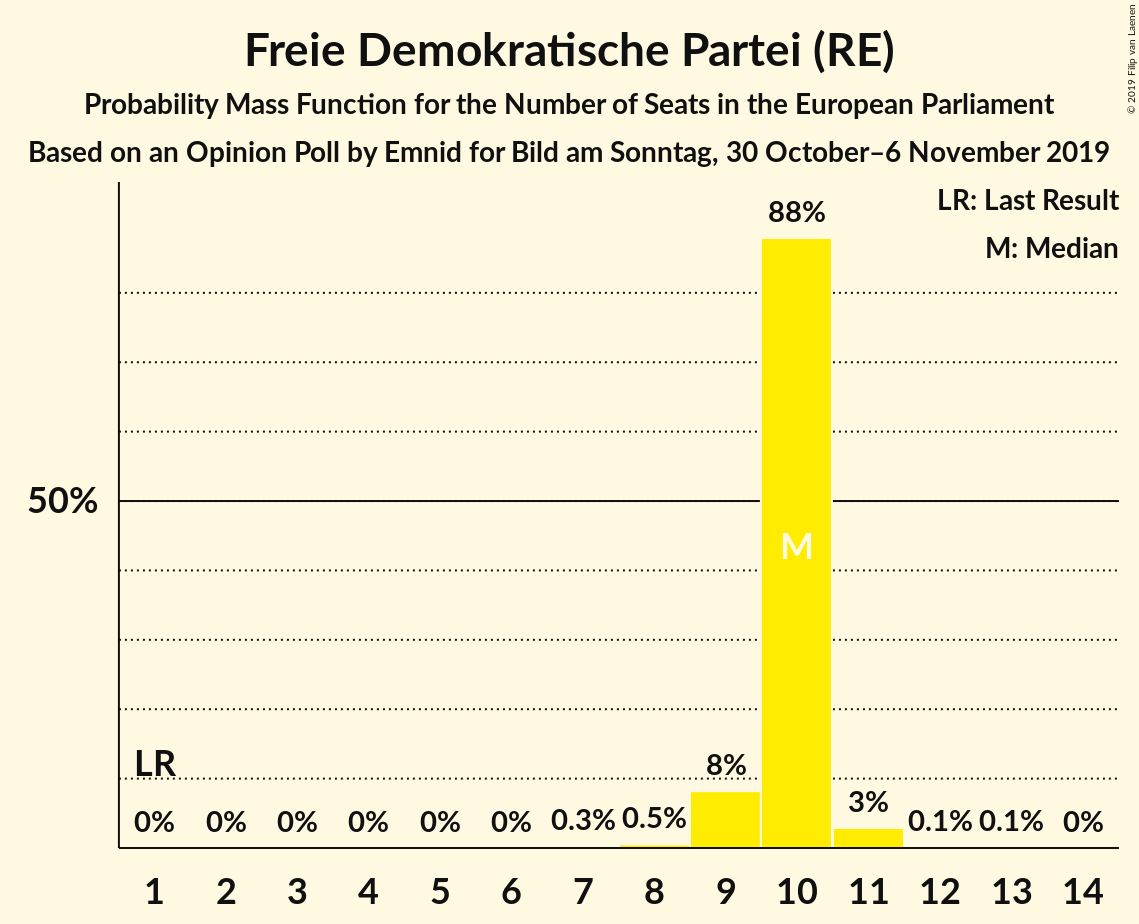 Freie Demokratische Partei (RE)
Probability Mass Function for the Number of Seats in the European Parliament
Based on an Opinion Poll by Emnid for Bild am Sonntag, 30 October–6 November 2019
© 2019 Filip van Laenen
LR: Last Result
M: Median
88%
50%
M
LR
8%
3%
0% 0% 0% 0% 0% 0% 0.3% 0.5% 0.1% 0.1% 0%
1 2 3 4 5 6 7 8 9 10 11 12 13 14